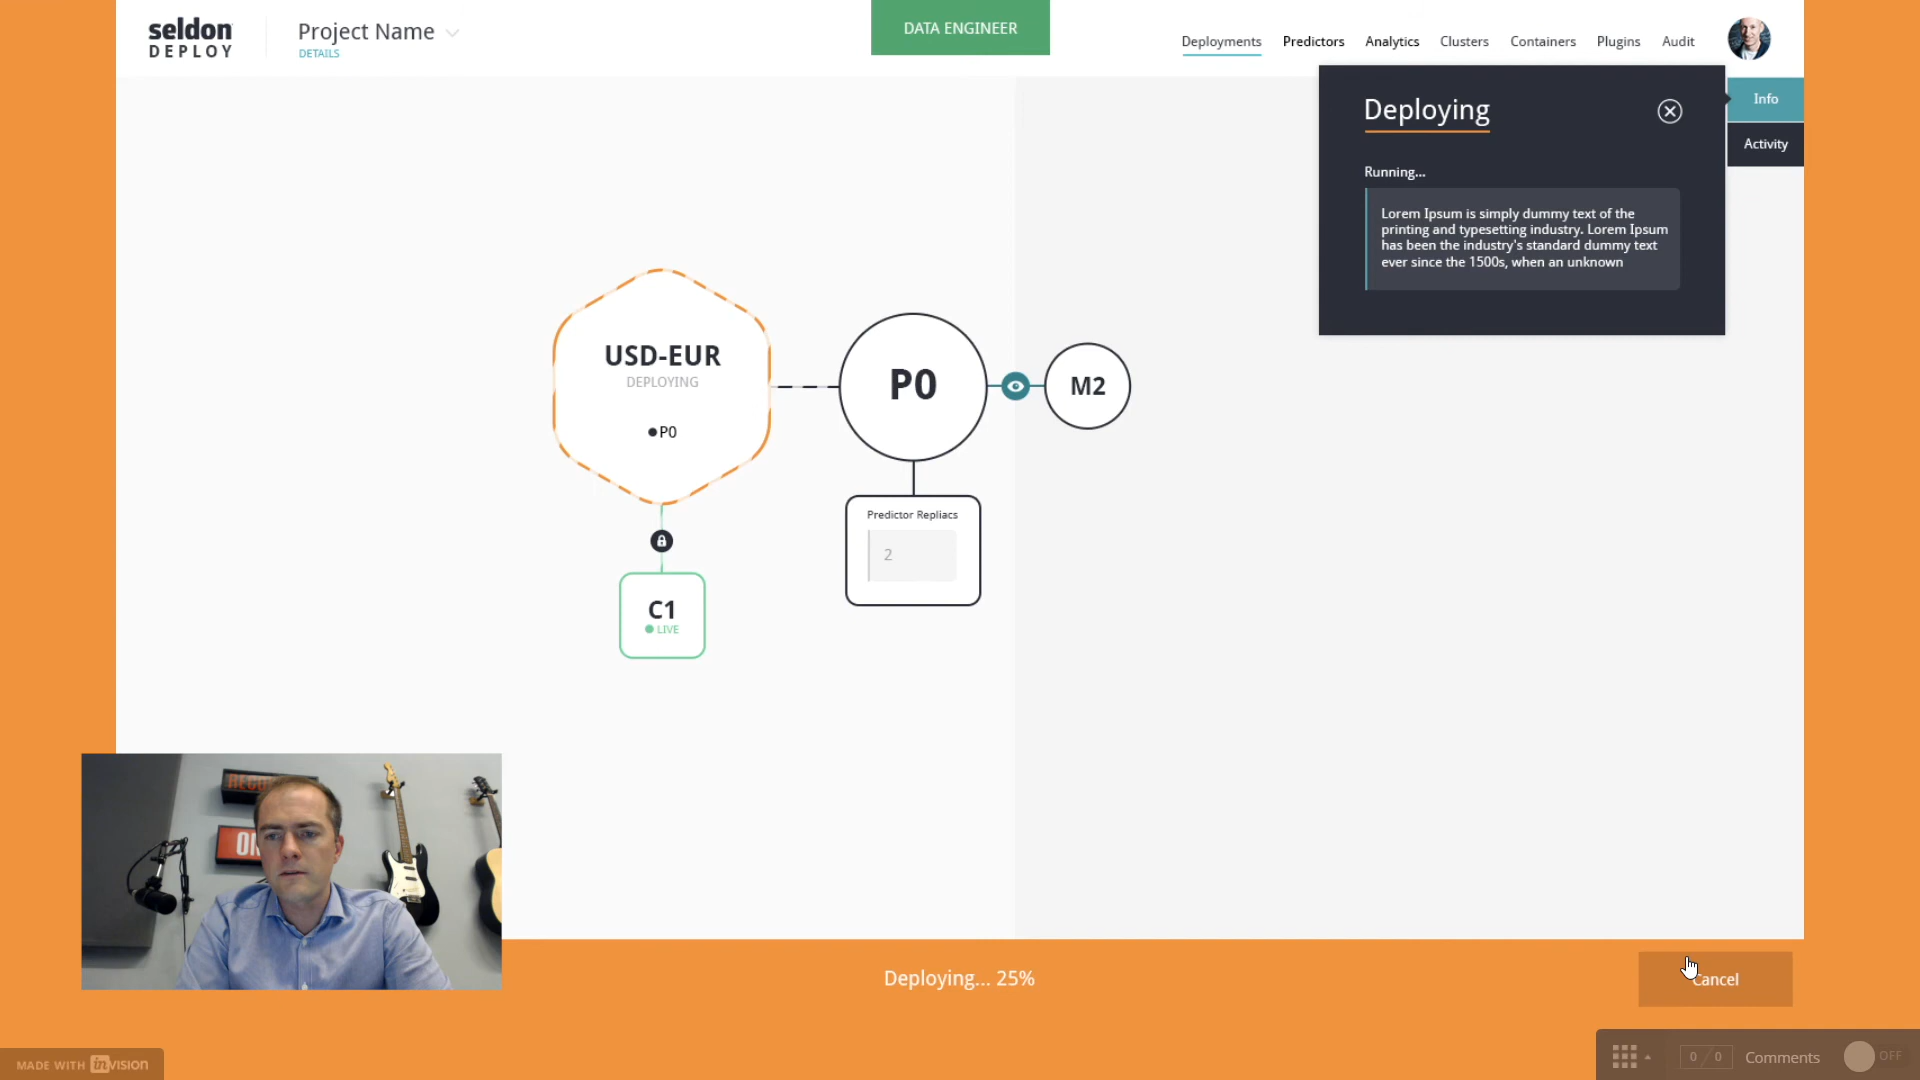 seldon
DEPLOY
Project Name
DETAILS
DATA ENGINEER
Deployments
Predictors
Analytics
Clusters
Containers
Plugins
Audit
Info
Activity
Deploying
Running...
Lorem Ipsum is simply dummy text of the
printing and typesetting industry. Lorem Ipsum
has been the industry's standard dummy text
ever since the 1500s, when an unknown
USD-EUR
DEPLOYING
P0
P0
M2
Predictor Repliacs
2
C1
LIVE
Deploying... 25%
Cancel
MADE WITH invision
0 / 0
Comments
OFF